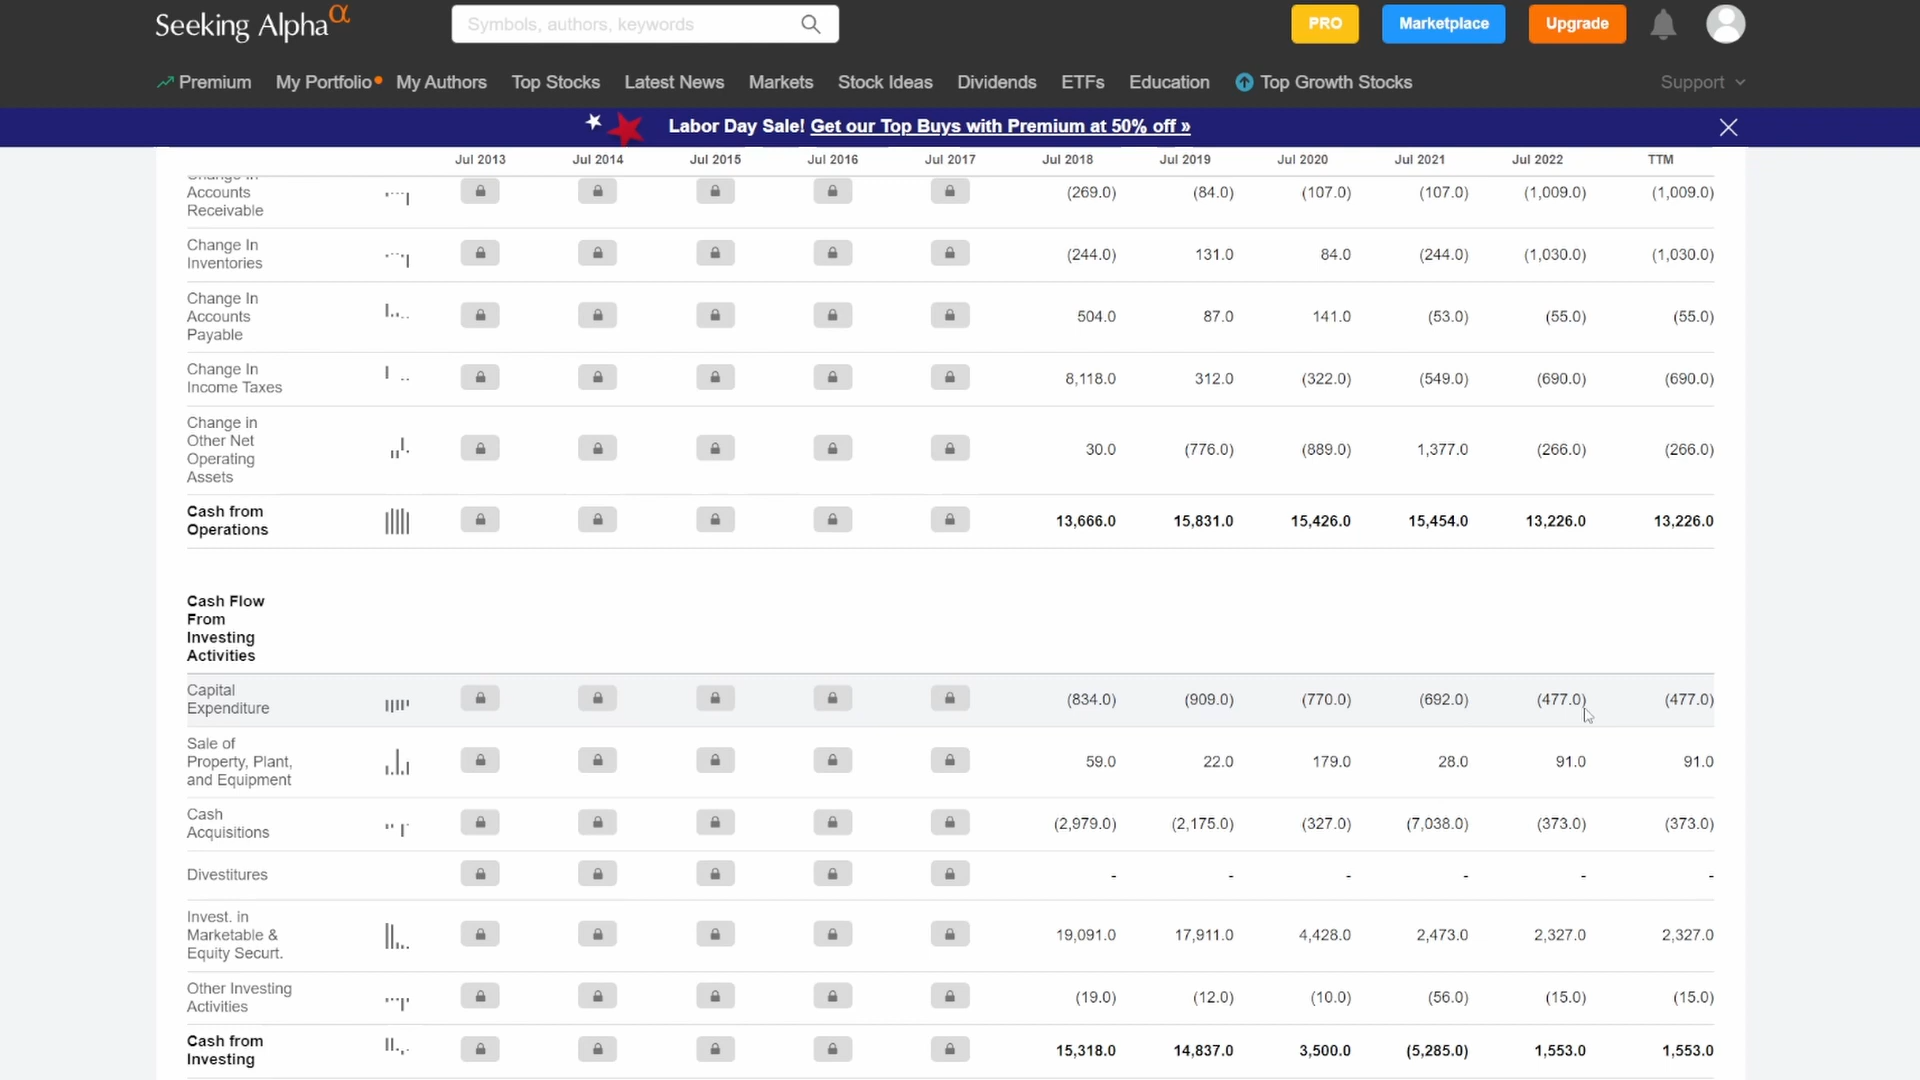 Seeking Alpha α
Symbols, authors, keywords
PRO
Marketplace
Upgrade
Premium My Portfolio My Authors Top Stocks Latest News Markets Stock Ideas Dividends ETFs Education Top Growth Stocks Support
Labor Day Sale! Get our Top Buys with Premium at 50% off »
Jul 2013 Jul 2014 Jul 2015 Jul 2016 Jul 2017 Jul 2018 Jul 2019 Jul 2020 Jul 2021 Jul 2022 TTM
Change In
Accounts
Receivable
(269.0) (84.0) (107.0) (107.0) (1,009.0) (1,009.0)
Change In
Inventories
(244.0) 131.0 84.0 (244.0) (1,030.0) (1,030.0)
Change In
Accounts
Payable
504.0 87.0 141.0 (53.0) (55.0) (55.0)
Change In
Income Taxes
8,118.0 312.0 (322.0) (549.0) (690.0) (690.0)
Change in
Other Net
Operating
Assets
30.0 (776.0) (889.0) 1,377.0 (266.0) (266.0)
Cash from
Operations
13,666.0 15,831.0 15,426.0 15,454.0 13,226.0 13,226.0
Cash Flow
From
Investing
Activities
Capital
Expenditure
(834.0) (909.0) (770.0) (692.0) (477.0) (477.0)
Sale of
Property, Plant,
and Equipment
59.0 22.0 179.0 28.0 91.0 91.0
Cash
Acquisitions
(2,979.0) (2,175.0) (327.0) (7,038.0) (373.0) (373.0)
Divestitures
- - - - - -
Invest. in
Marketable &
Equity Securt.
19,091.0 17,911.0 4,428.0 2,473.0 2,327.0 2,327.0
Other Investing
Activities
(19.0) (12.0) (10.0) (56.0) (15.0) (15.0)
Cash from
Investing
15,318.0 14,837.0 3,500.0 (5,285.0) 1,553.0 1,553.0